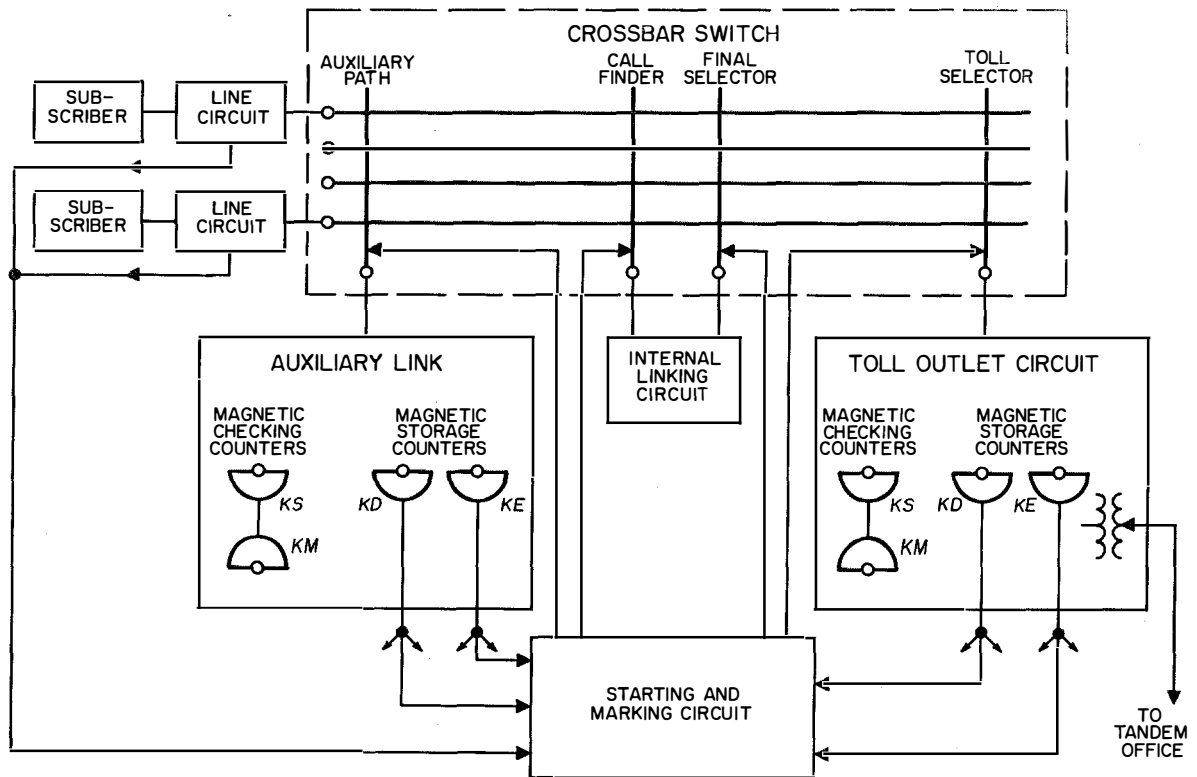 CROSSBAR SWITCH
AUXILIARY
PATH
CALL
FINDER
FINAL
SELECTOR
TOLL
SELECTOR
SUB-
SCRIBER
LINE
CIRCUIT
SUB-
SCRIBER
LINE
CIRCUIT
AUXILIARY LINK
MAGNETIC
CHECKING
COUNTERS
MAGNETIC
STORAGE
COUNTERS
KS
KD
KE
KM
INTERNAL
LINKING
CIRCUIT
TOLL OUTLET CIRCUIT
MAGNETIC
CHECKING
COUNTERS
MAGNETIC
STORAGE
COUNTERS
KS
KD
KE
KM
STARTING AND
MARKING CIRCUIT
TO
TANDEM
OFFICE